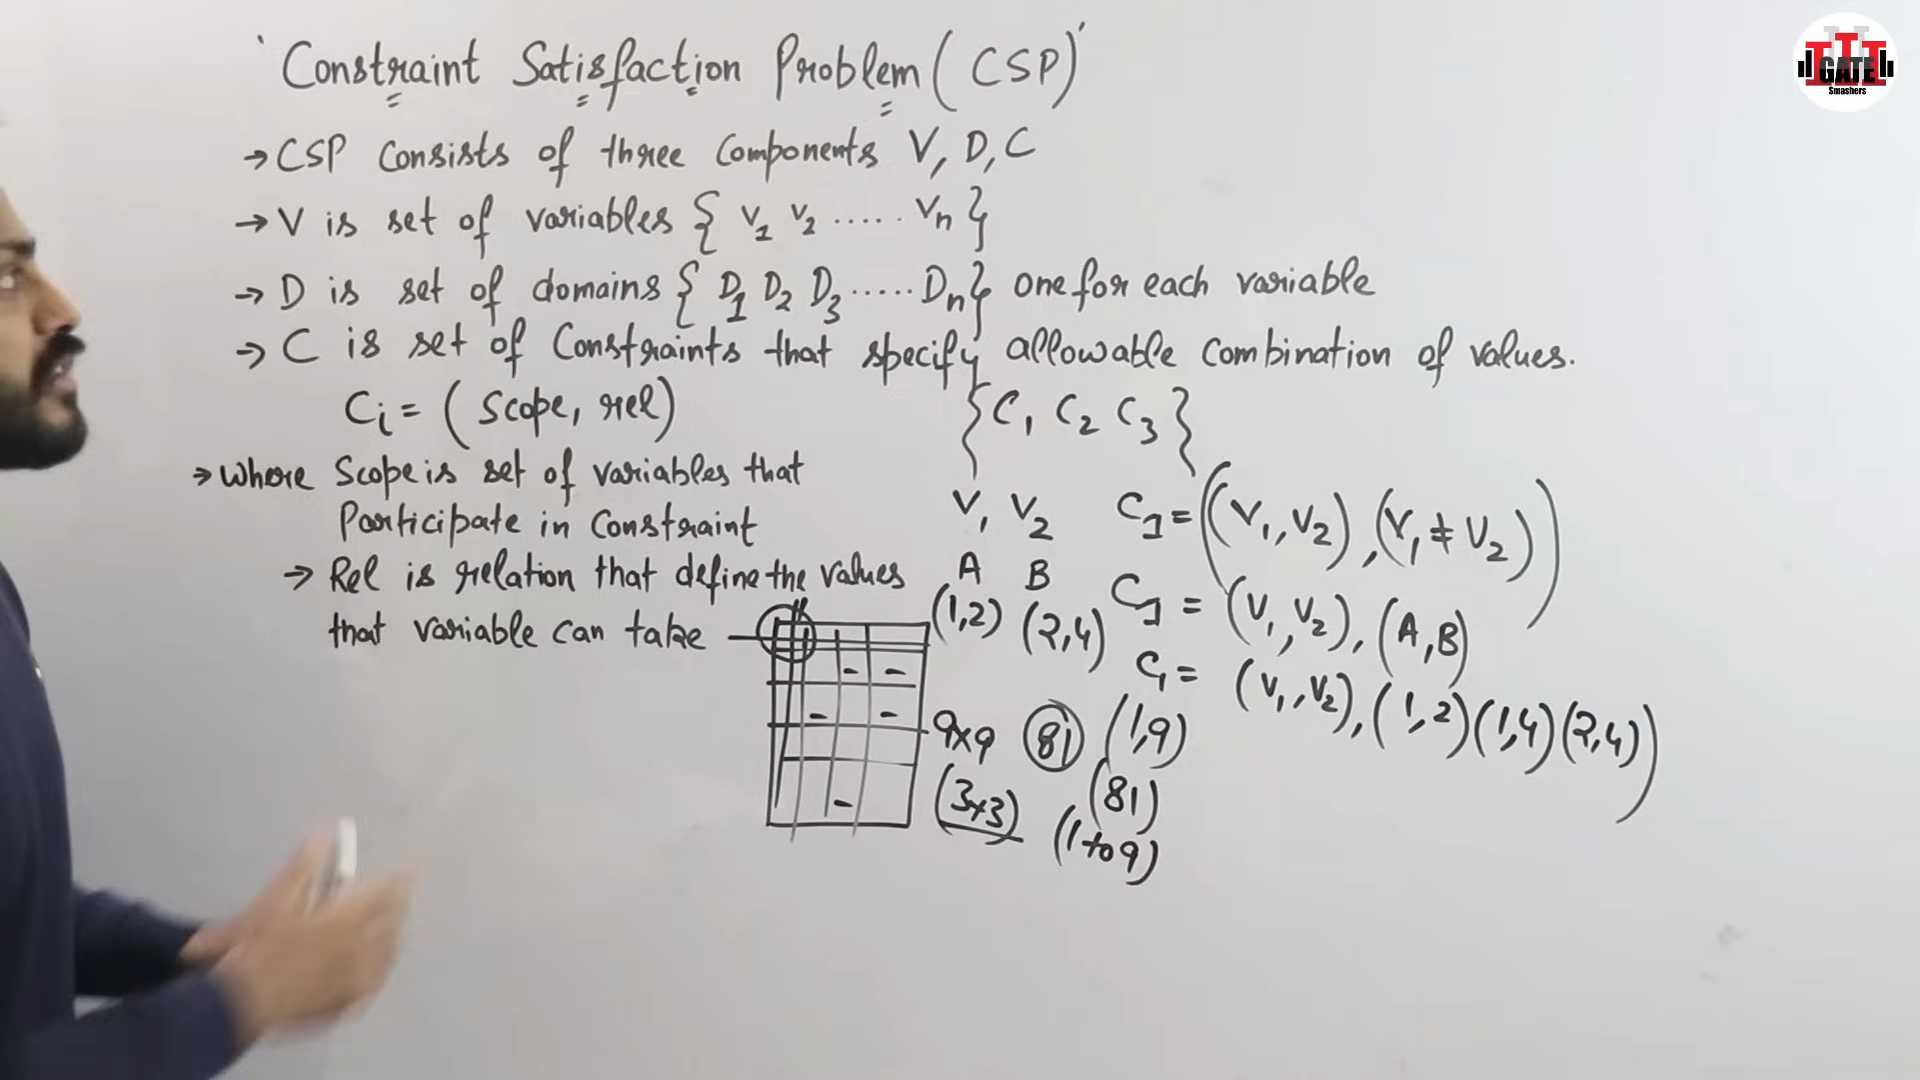 'Constraint Satisfaction Problem (CSP)'
→ CSP consists of three components V, D, C
→ V is set of variables { V1 V2 ..... Vn }
→ D is set of domains { D1 D2 D3 ..... Dn } one for each variable
→ C is set of Constraints that specify allowable combination of values.
Ci = ( Scope, rel)
{ C1 C2 C3 }
→ where Scope is set of variables that
Participate in Constraint
→ Rel is relation that define the values
that variable can take
V1 V2
A B
(1,2) (2,4)
C1 = ((V1, V2), (V1 ≠ V2))
C1 = (V1, V2), (A, B)
C1 = (V1, V2), (1,2) (1,4) (2,4))
9x9 81 (1,9)
(3x3) (81)
(1 to 9)
GATE
Smashers